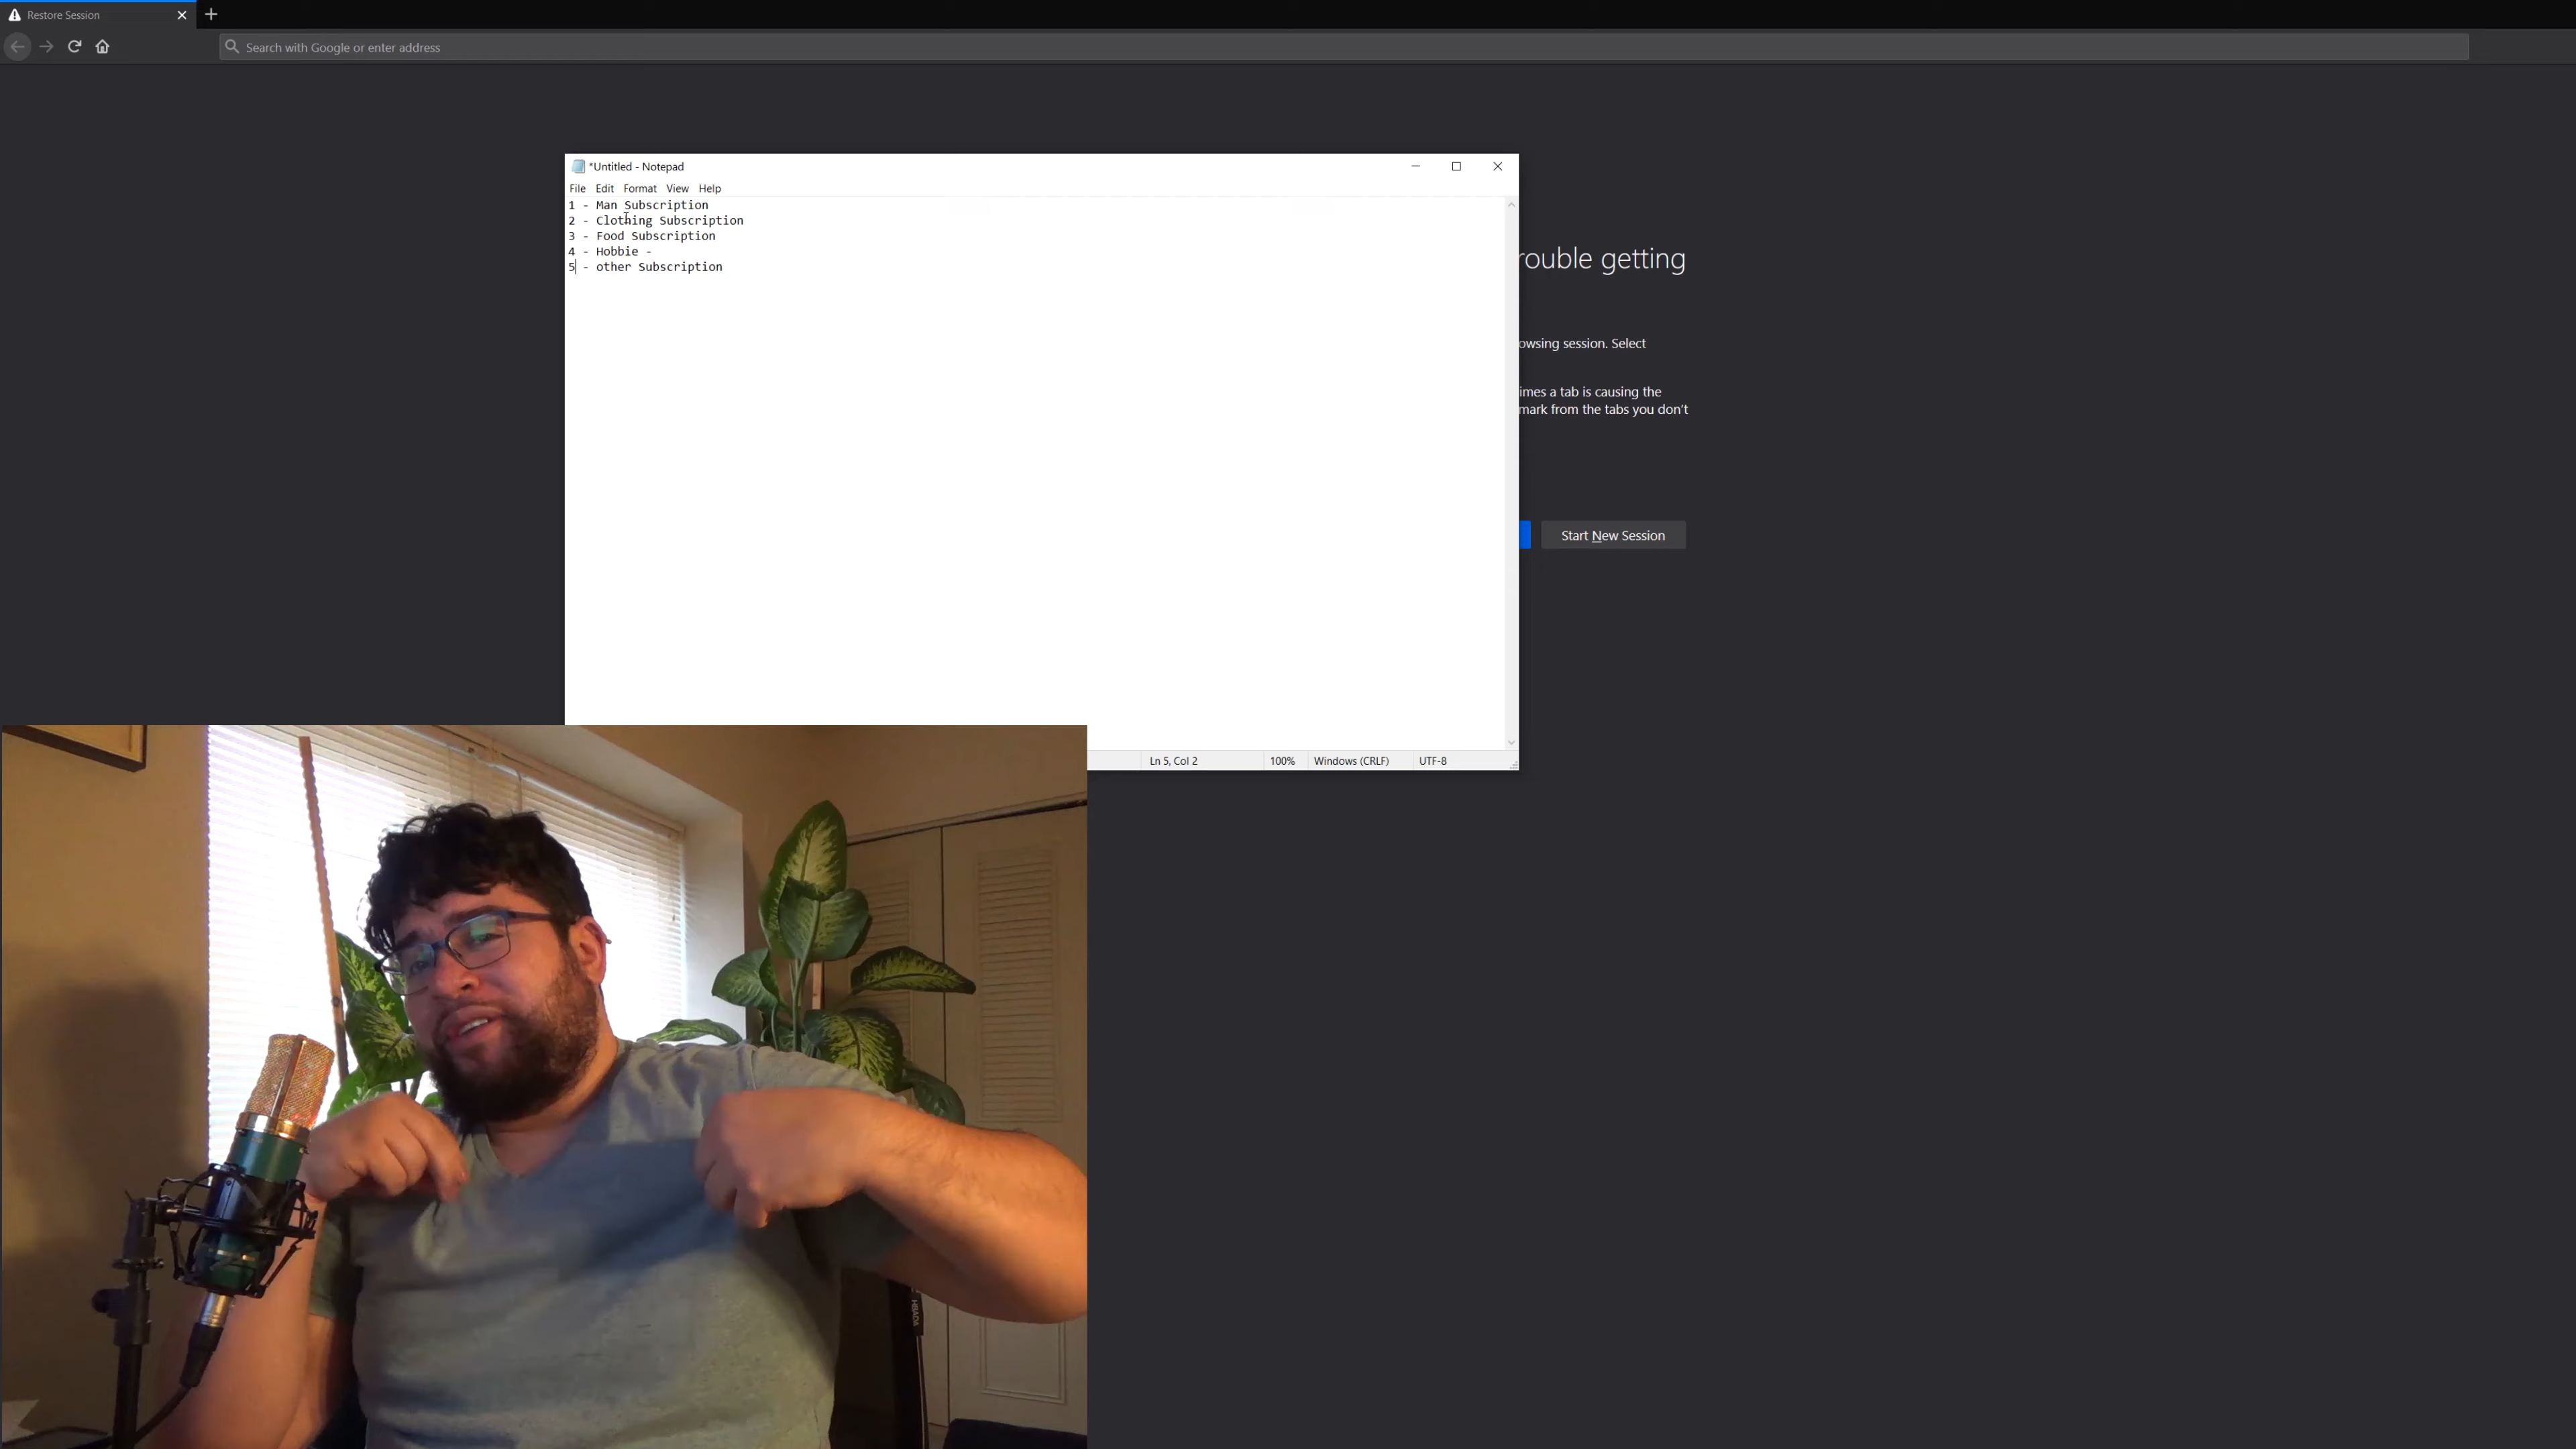 Restore Session
Search with Google or enter address
*Untitled - Notepad
File Edit Format View Help
1 - Man Subscription
2 - Clothing Subscription
3 - Food Subscription
4 - Hobbie -
5 - other Subscription
rouble getting
owsing session. Select
imes a tab is causing the
mark from the tabs you don't
Start New Session
Ln 5, Col 2 100% Windows (CRLF) UTF-8
HBADA